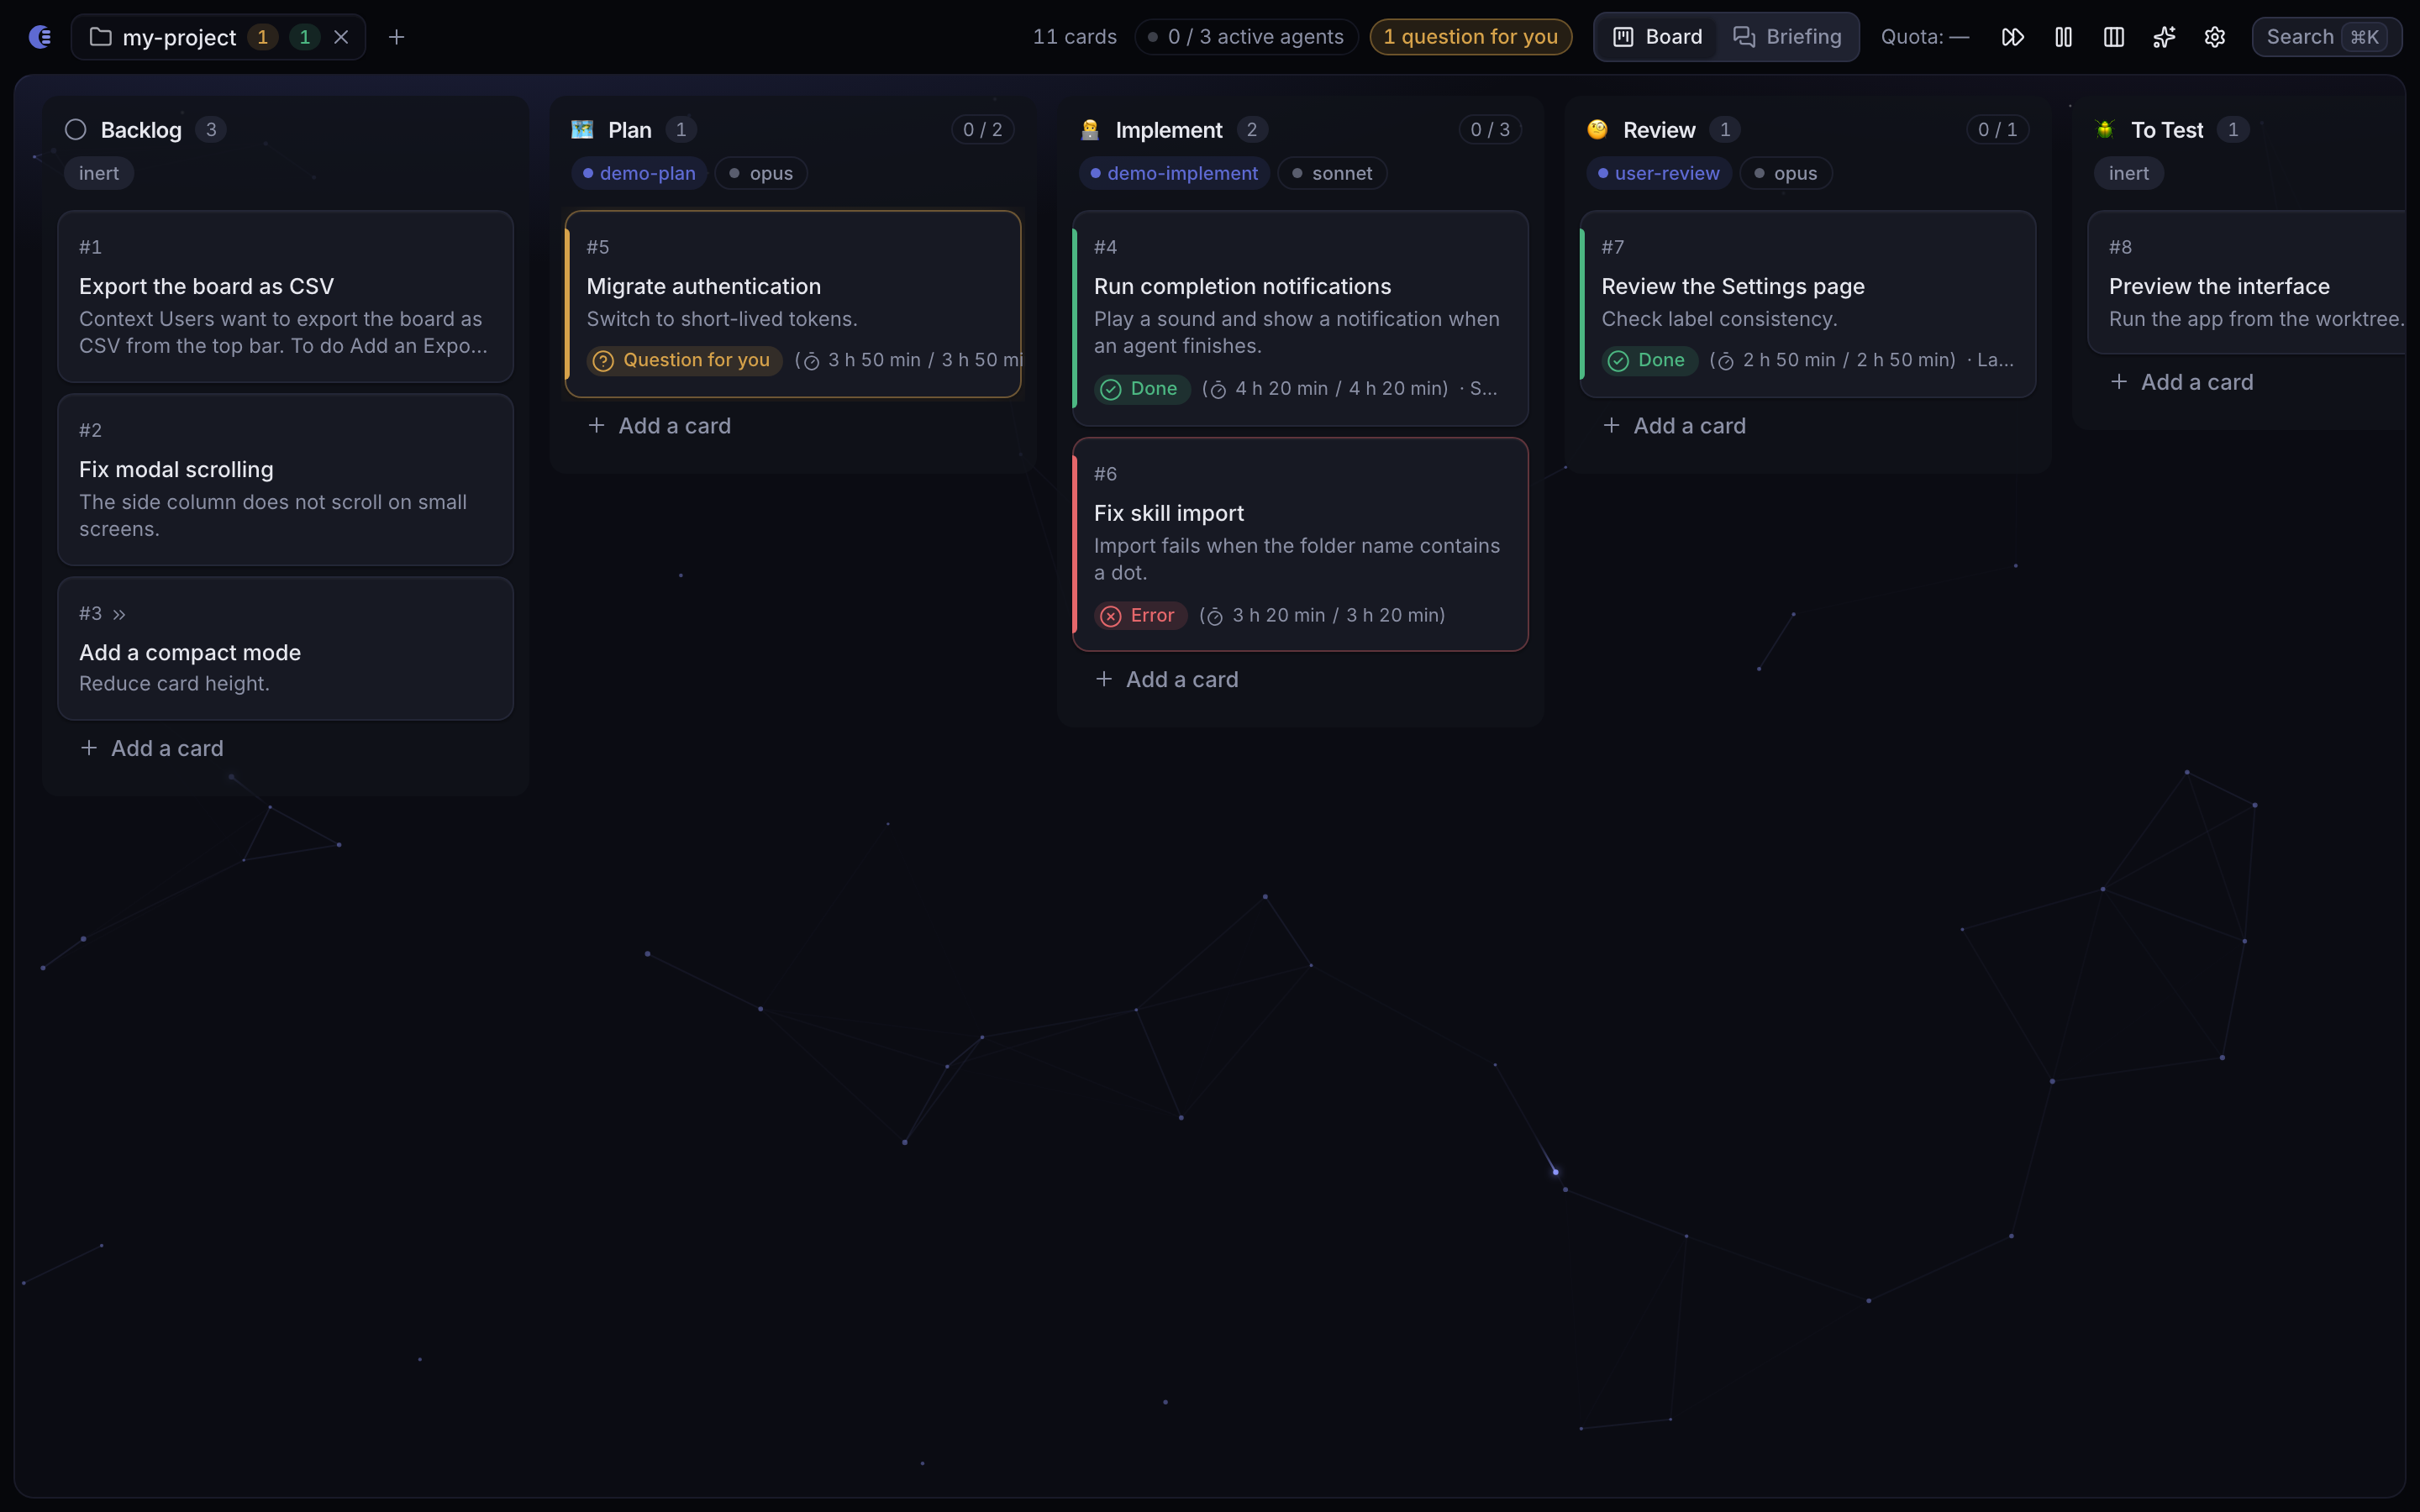 my-project 1 1
11 cards 0 / 3 active agents 1 question for you Board Briefing Quota: — Search ⌘K
Backlog 3
inert
#1
Export the board as CSV
Context Users want to export the board as
CSV from the top bar. To do Add an Expo...
#2
Fix modal scrolling
The side column does not scroll on small
screens.
#3
Add a compact mode
Reduce card height.
+ Add a card
Plan 1 0 / 2
demo-plan opus
#5
Migrate authentication
Switch to short-lived tokens.
Question for you ( 3 h 50 min / 3 h 50 mi
+ Add a card
Implement 2 0 / 3
demo-implement sonnet
#4
Run completion notifications
Play a sound and show a notification when
an agent finishes.
Done ( 4 h 20 min / 4 h 20 min) · S...
#6
Fix skill import
Import fails when the folder name contains
a dot.
Error ( 3 h 20 min / 3 h 20 min)
+ Add a card
Review 1 0 / 1
user-review opus
#7
Review the Settings page
Check label consistency.
Done ( 2 h 50 min / 2 h 50 min) · La...
+ Add a card
To Test 1
inert
#8
Preview the interface
Run the app from the worktree.
+ Add a card